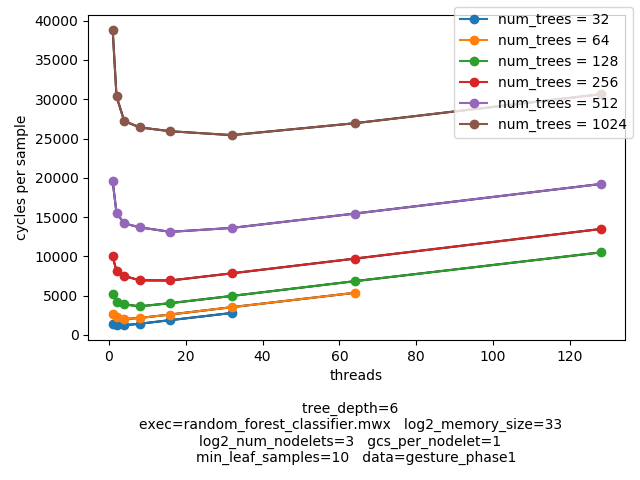 num_trees = 32
num_trees = 64
num_trees = 128
num_trees = 256
num_trees = 512
num_trees = 1024
40000
35000
30000
25000
20000
15000
10000
5000
0
cycles per sample
0 20 40 60 80 100 120
threads
tree_depth=6
exec=random_forest_classifier.mwx log2_memory_size=33
log2_num_nodelets=3 gcs_per_nodelet=1
min_leaf_samples=10 data=gesture_phase1